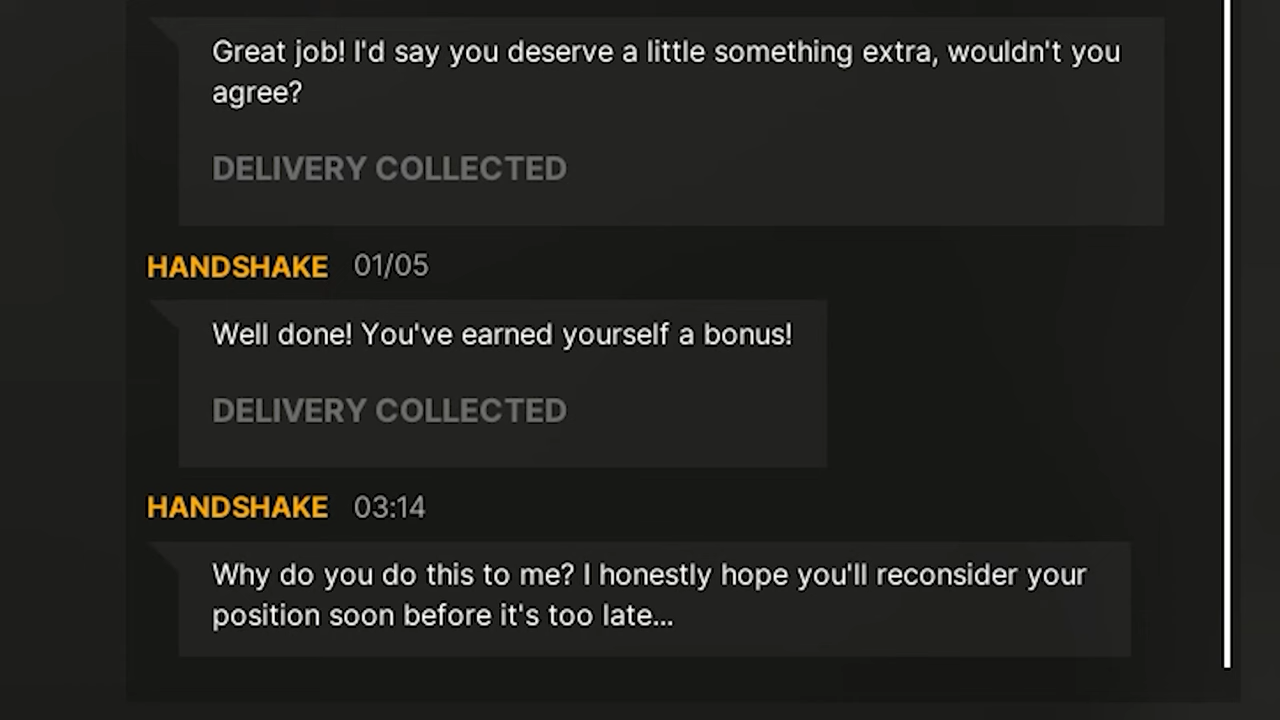 Great job! I'd say you deserve a little something extra, wouldn't you
agree?
DELIVERY COLLECTED
HANDSHAKE 01/05
Well done! You've earned yourself a bonus!
DELIVERY COLLECTED
HANDSHAKE 03:14
Why do you do this to me? I honestly hope you'll reconsider your
position soon before it's too late...